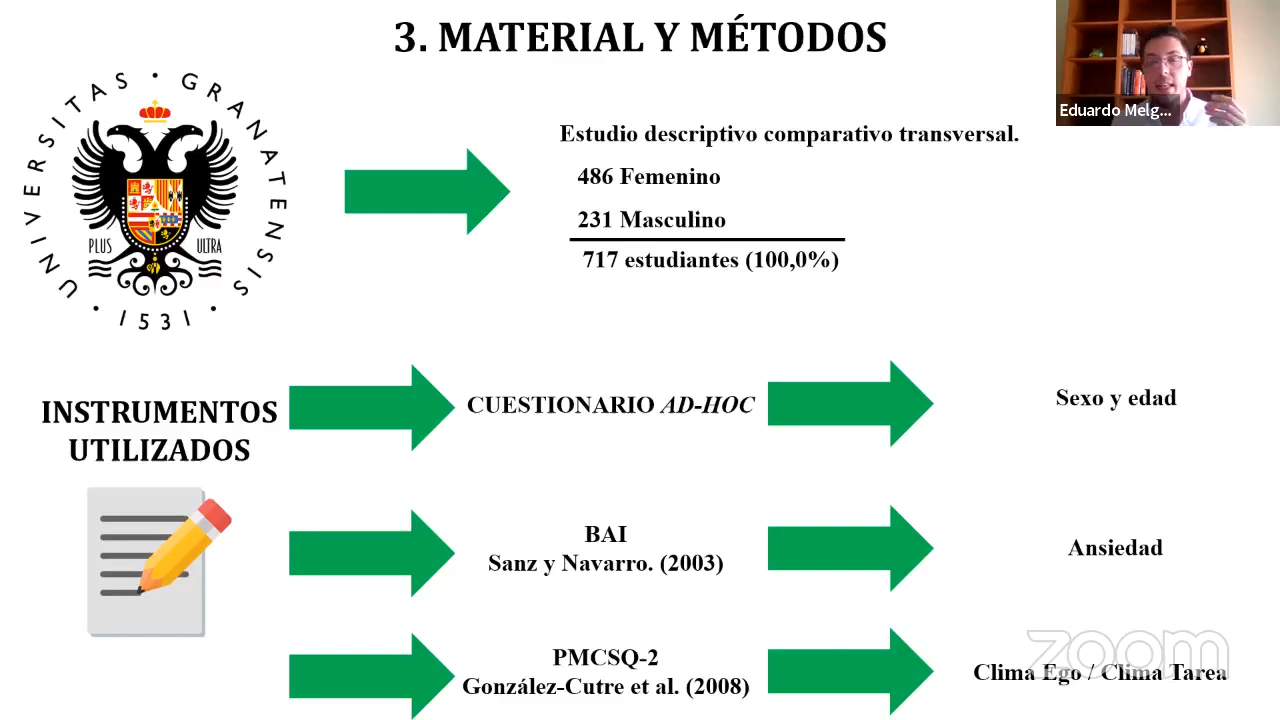 3. MATERIAL Y MÉTODOS
UNIVERSITAS · GRANATENSIS
· 1531 ·
PLUS ULTRA
Eduardo Melg...
Estudio descriptivo comparativo transversal.
486 Femenino
231 Masculino
717 estudiantes (100,0%)
INSTRUMENTOS
UTILIZADOS
CUESTIONARIO AD-HOC
Sexo y edad
BAI
Sanz y Navarro. (2003)
Ansiedad
PMCSQ-2
González-Cutre et al. (2008)
Clima Ego / Clima Tarea
zoom